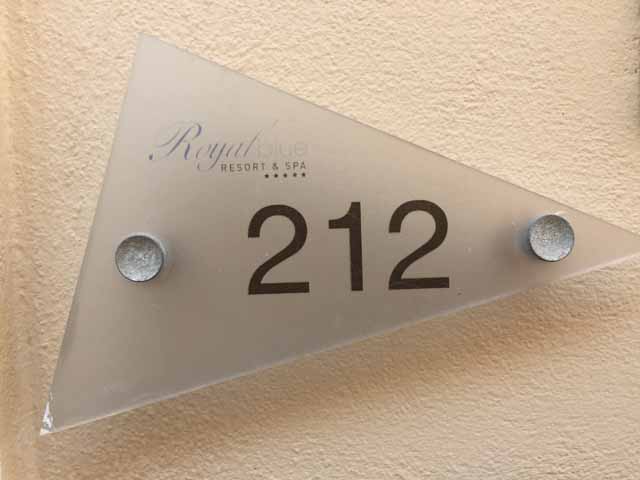 Royal blue
RESORT & SPA
★★★★★
212